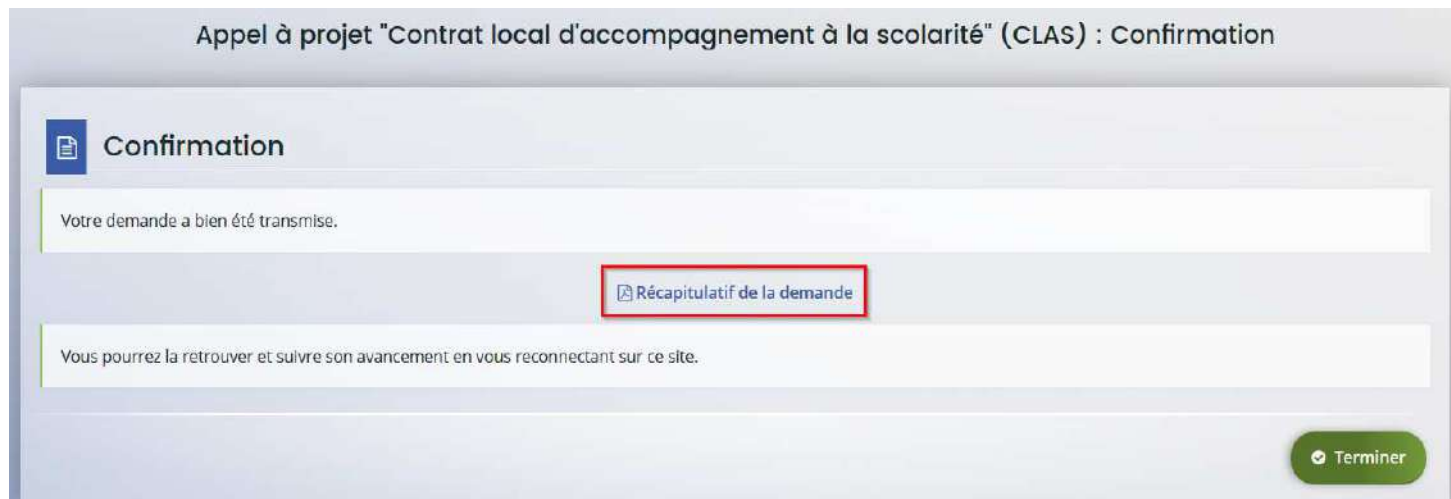 Appel à projet "Contrat local d'accompagnement à la scolarité" (CLAS) : Confirmation
Confirmation
Votre demande a bien été transmise.
Récapitulatif de la demande
Vous pourrez la retrouver et suivre son avancement en vous reconnectant sur ce site.
Terminer